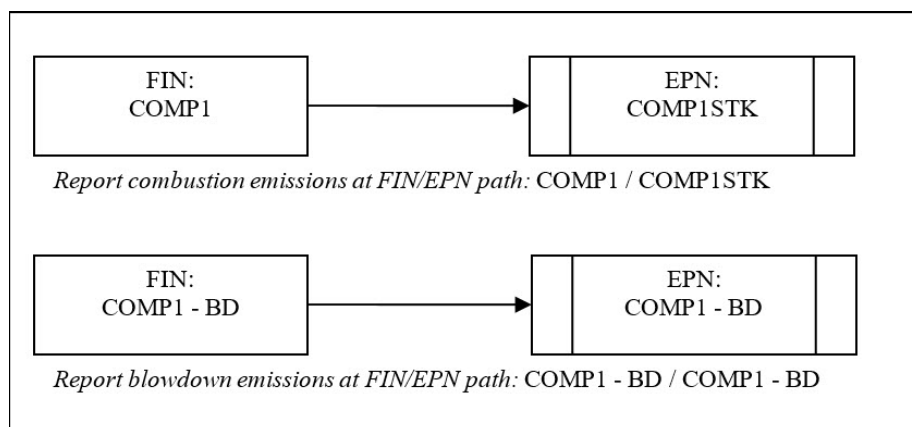 FIN:
COMP1
EPN:
COMP1STK
Report combustion emissions at FIN/EPN path: COMP1 / COMP1STK
FIN:
COMP1 - BD
EPN:
COMP1 - BD
Report blowdown emissions at FIN/EPN path: COMP1 - BD / COMP1 - BD